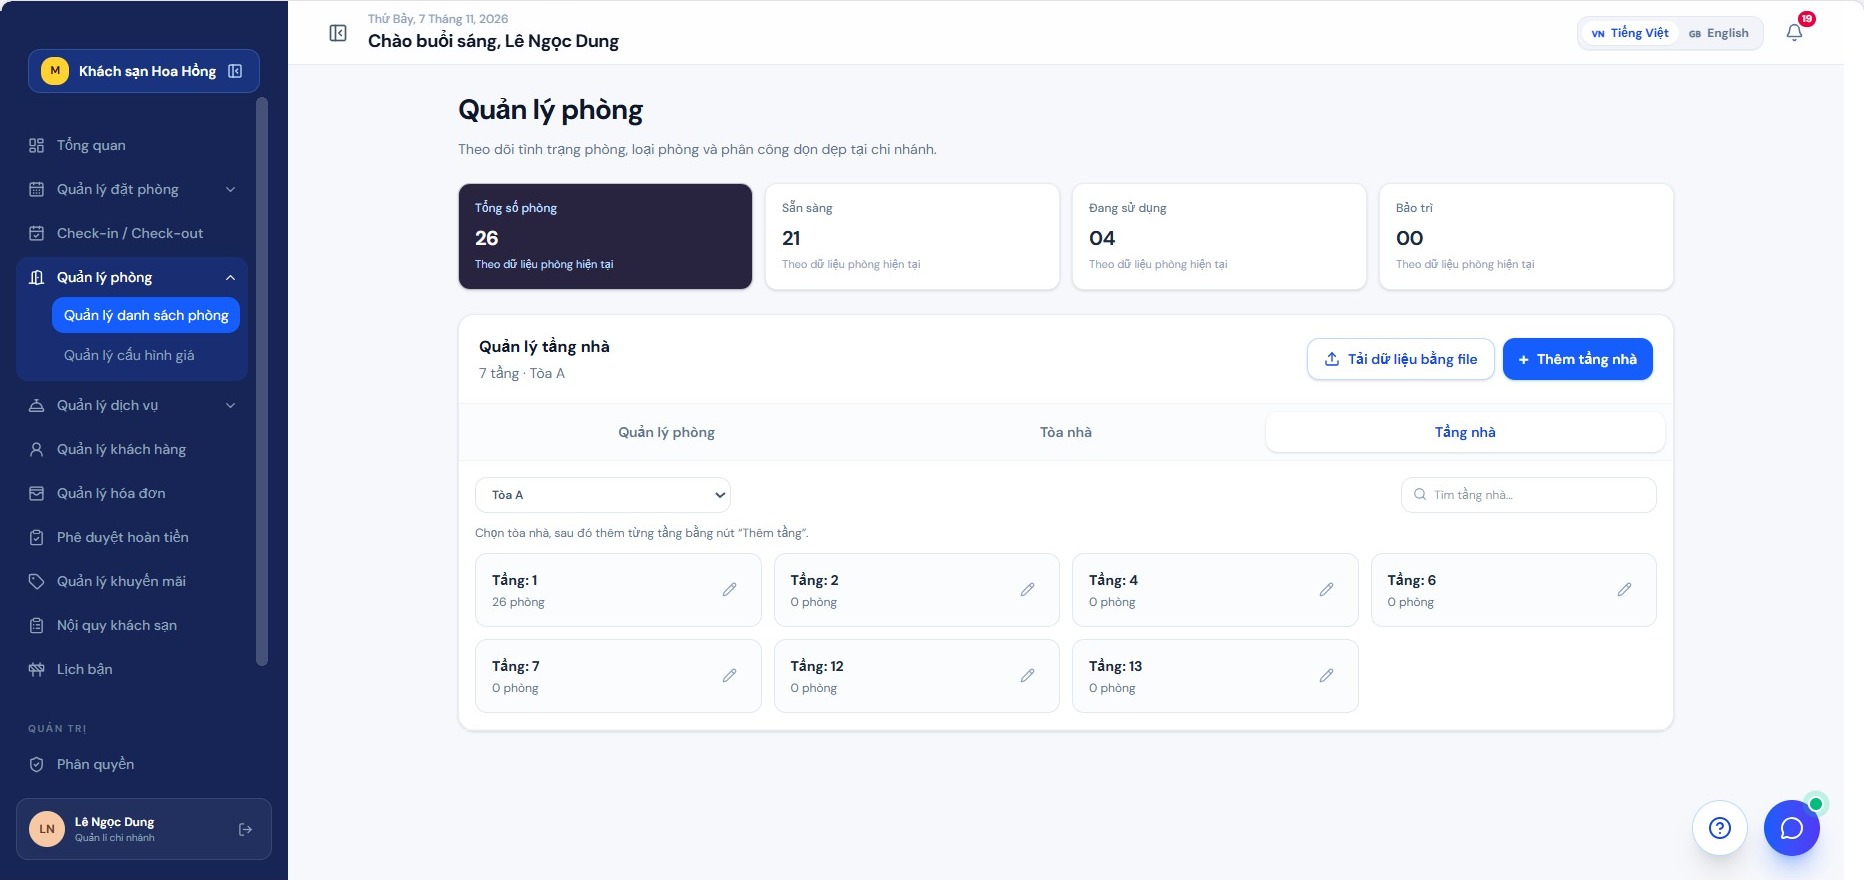 M
Khách sạn Hoa Hồng
Tổng quan
Quản lý đặt phòng
Check-in / Check-out
Quản lý phòng
Quản lý danh sách phòng
Quản lý cấu hình giá
Quản lý dịch vụ
Quản lý khách hàng
Quản lý hóa đơn
Phê duyệt hoàn tiền
Quản lý khuyến mãi
Nội quy khách sạn
Lịch bận
QUẢN TRỊ
Phân quyền
LN
Lê Ngọc Dung
Quản lí chi nhánh
Thứ Bảy, 7 Tháng 11, 2026
Chào buổi sáng, Lê Ngọc Dung
VN Tiếng Việt
GB English
19
Quản lý phòng
Theo dõi tình trạng phòng, loại phòng và phân công dọn dẹp tại chi nhánh.
Tổng số phòng
26
Theo dữ liệu phòng hiện tại
Sẵn sàng
21
Theo dữ liệu phòng hiện tại
Đang sử dụng
04
Theo dữ liệu phòng hiện tại
Bảo trì
00
Theo dữ liệu phòng hiện tại
Quản lý tầng nhà
7 tầng · Tòa A
Tải dữ liệu bằng file
+ Thêm tầng nhà
Quản lý phòng
Tòa nhà
Tầng nhà
Tòa A
Tìm tầng nhà...
Chọn tòa nhà, sau đó thêm từng tầng bằng nút “Thêm tầng”.
Tầng: 1
26 phòng
Tầng: 2
0 phòng
Tầng: 4
0 phòng
Tầng: 6
0 phòng
Tầng: 7
0 phòng
Tầng: 12
0 phòng
Tầng: 13
0 phòng